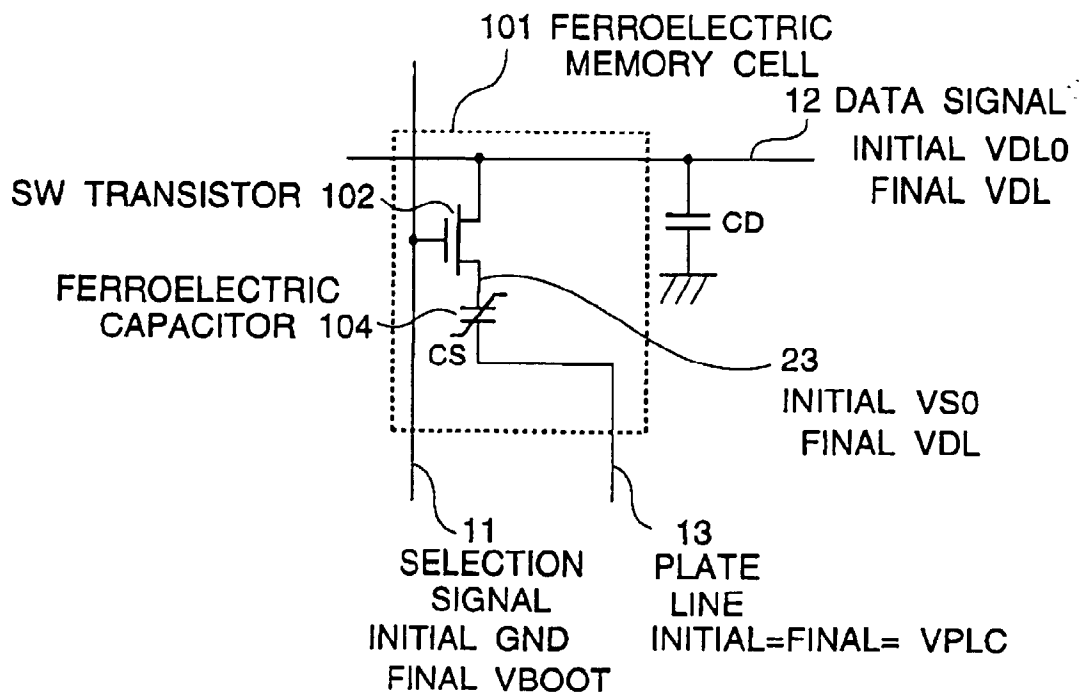 101 FERROELECTRIC
MEMORY CELL
12 DATA SIGNAL
INITIAL VDL0
FINAL VDL
SW TRANSISTOR 102
CD
FERROELECTRIC
CAPACITOR 104
CS
23
INITIAL VS0
FINAL VDL
11
SELECTION
SIGNAL
INITIAL GND
FINAL VBOOT
13
PLATE
LINE
INITIAL=FINAL= VPLC